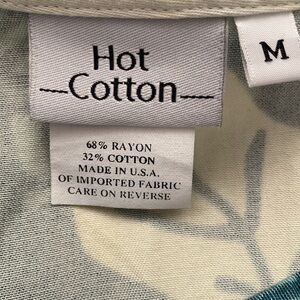 Hot
Cotton
M
68% RAYON
32% COTTON
MADE IN U.S.A.
OF IMPORTED FABRIC
CARE ON REVERSE